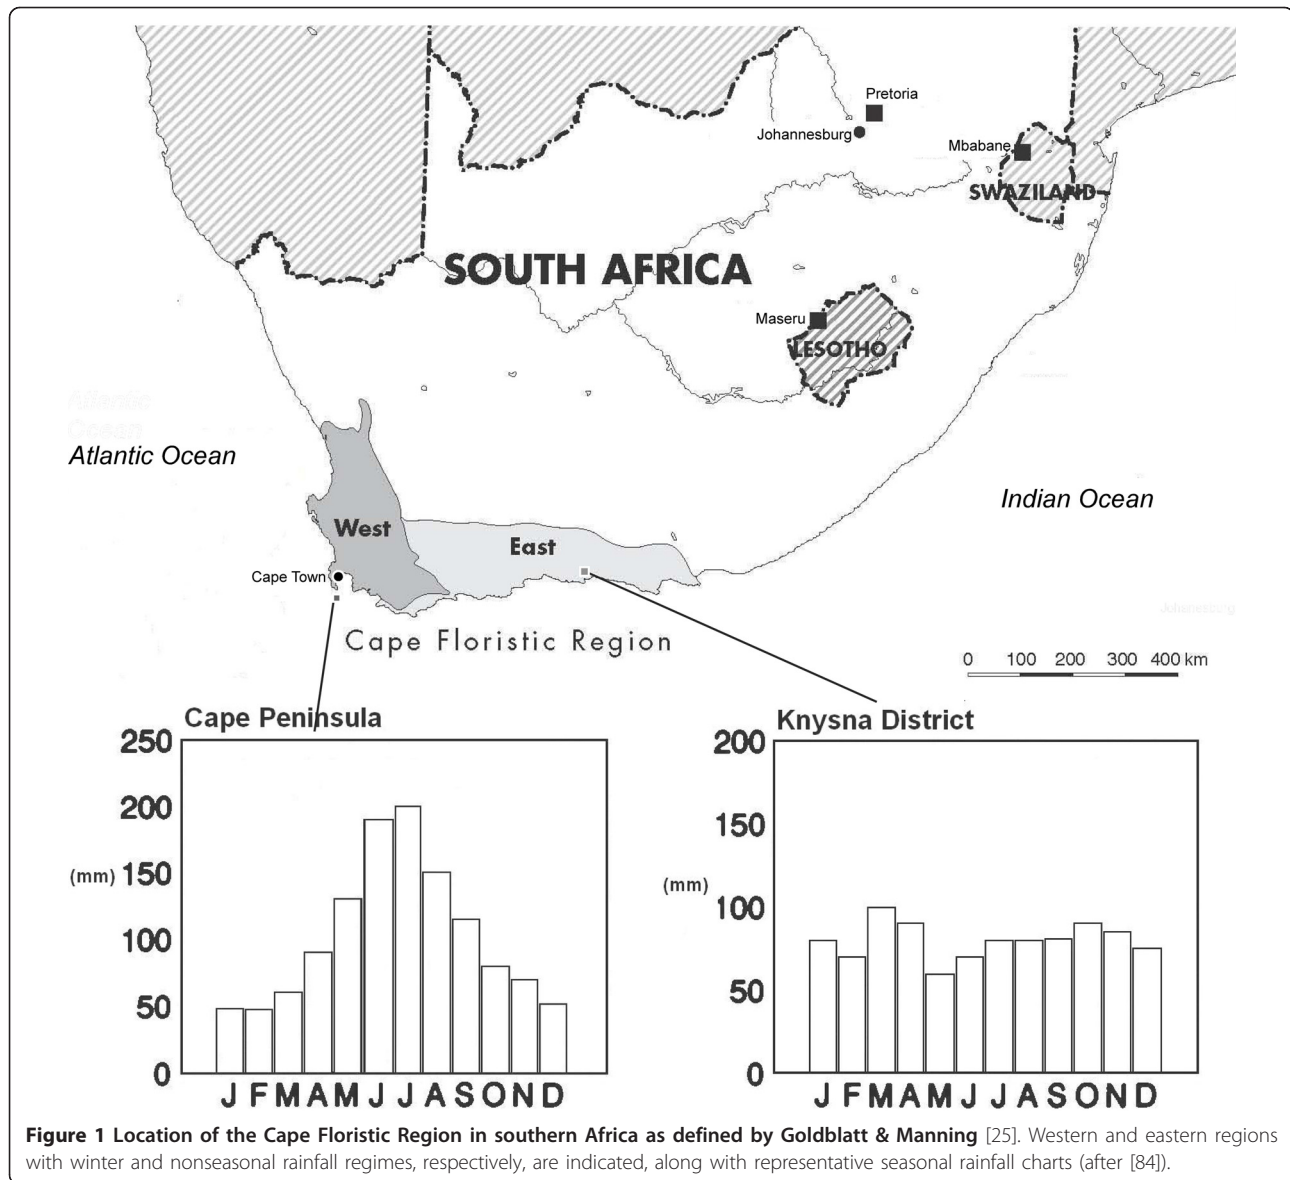 Pretoria
Johannesburg
Mbabane
SWAZILAND
SOUTH AFRICA
Maseru
LESOTHO
Atlantic
Ocean
Atlantic Ocean
Indian Ocean
West
East
Cape Town
Johannesburg
Cape Floristic Region
0 100 200 300 400 km
Cape Peninsula
250
200
(mm) 150
100
50
0
J F M A M J J A S O N D
Knysna District
200
150
(mm)
100
50
0
J F M A M J J A S O N D
Figure 1 Location of the Cape Floristic Region in southern Africa as defined by Goldblatt & Manning [25]. Western and eastern regions
with winter and nonseasonal rainfall regimes, respectively, are indicated, along with representative seasonal rainfall charts (after [84]).